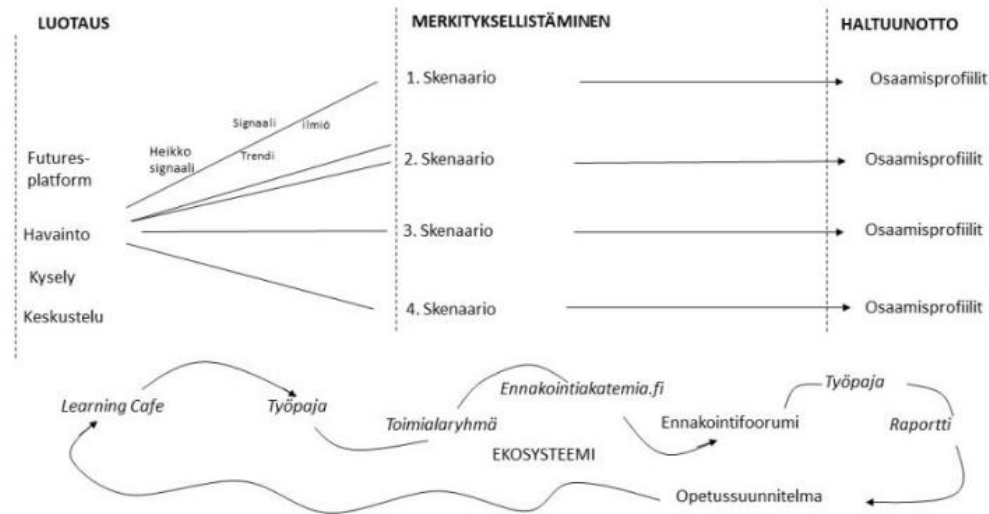 LUOTAUS
MERKITYKSELLISTÄMINEN
HALTUUNOTTO
1. Skenaario
Osaamisprofiilit
Signaali
ilmiö
Heikko
signaali
Trendi
Futures-
platform
2. Skenaario
Osaamisprofiilit
Havainto
3. Skenaario
Osaamisprofiilit
Kysely
Keskustelu
4. Skenaario
Osaamisprofiilit
Learning Cafe
Työpaja
Toimialaryhmä
Ennakointiakatemia.fi
Ennakointifoorumi
Työpaja
Raportti
EKOSYSTEEMI
Opetussuunnitelma